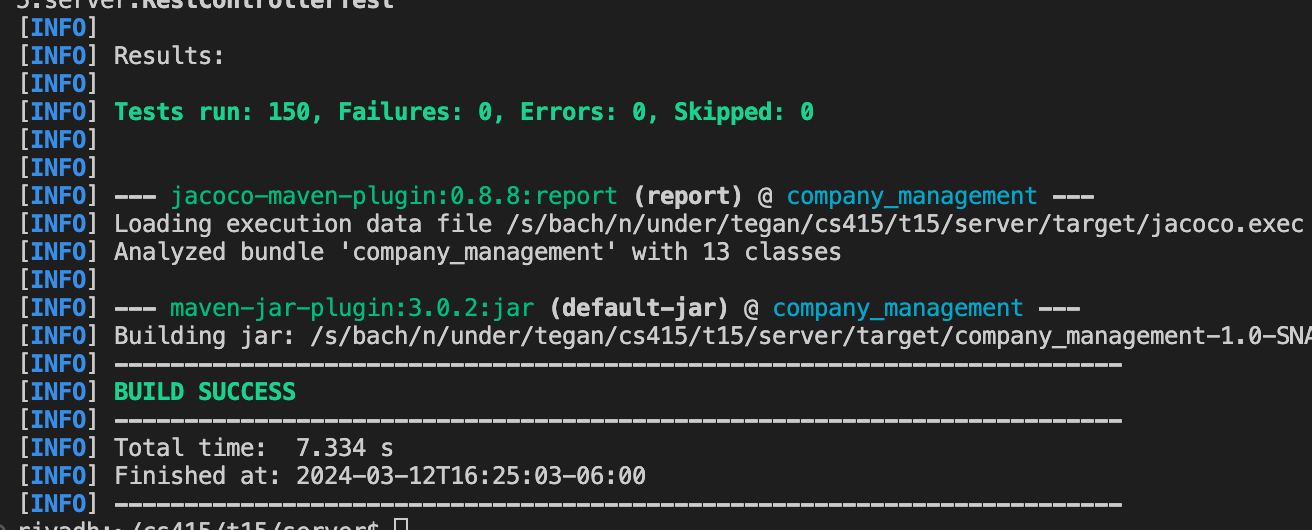 5.server.RestControllerTest
[INFO]
[INFO] Results:
[INFO]
[INFO] Tests run: 150, Failures: 0, Errors: 0, Skipped: 0
[INFO]
[INFO]
[INFO] --- jacoco-maven-plugin:0.8.8:report (report) @ company_management ---
[INFO] Loading execution data file /s/bach/n/under/tegan/cs415/t15/server/target/jacoco.exec
[INFO] Analyzed bundle 'company_management' with 13 classes
[INFO]
[INFO] --- maven-jar-plugin:3.0.2:jar (default-jar) @ company_management ---
[INFO] Building jar: /s/bach/n/under/tegan/cs415/t15/server/target/company_management-1.0-SNA
[INFO] ------------------------------------------------------------------------
[INFO] BUILD SUCCESS
[INFO] ------------------------------------------------------------------------
[INFO] Total time:  7.334 s
[INFO] Finished at: 2024-03-12T16:25:03-06:00
[INFO] ------------------------------------------------------------------------
riyadh:~/cs415/t15/server$